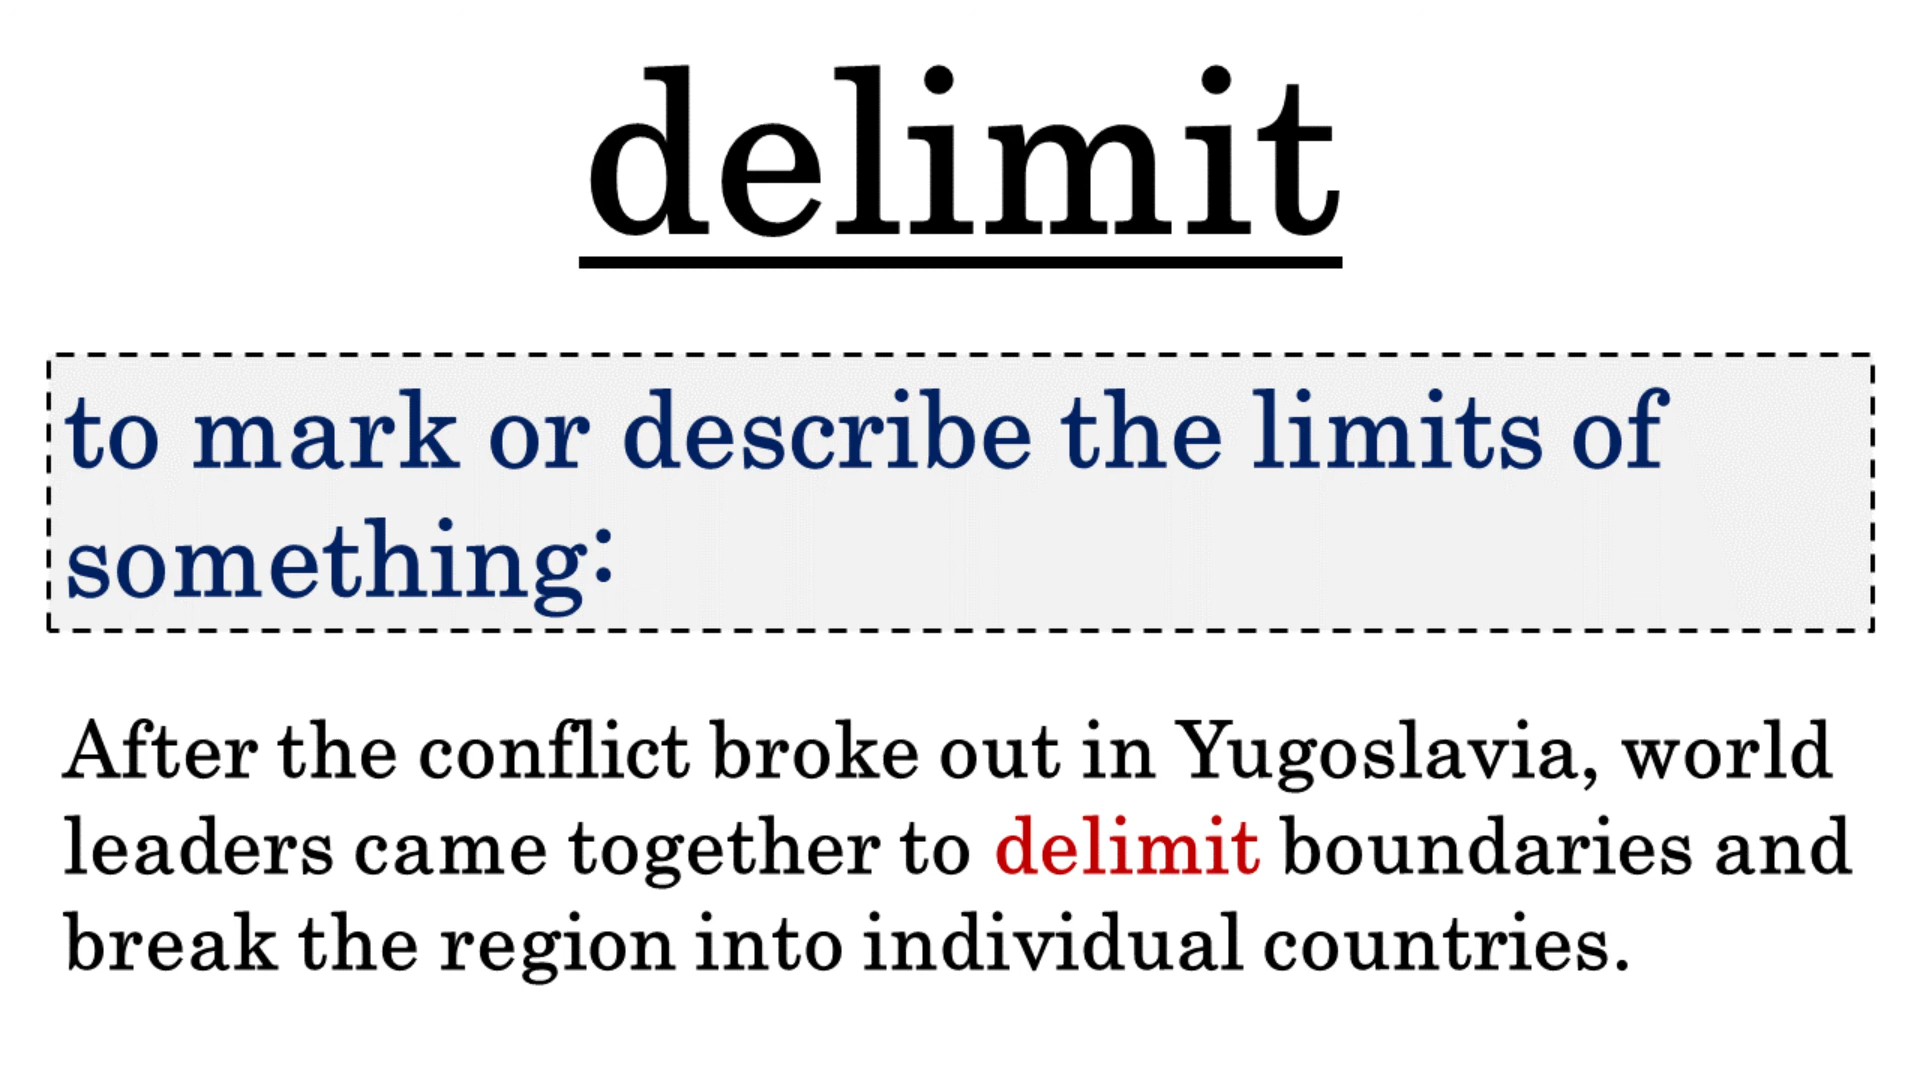 delimit
to mark or describe the limits of
something:
After the conflict broke out in Yugoslavia, world
leaders came together to delimit boundaries and
break the region into individual countries.